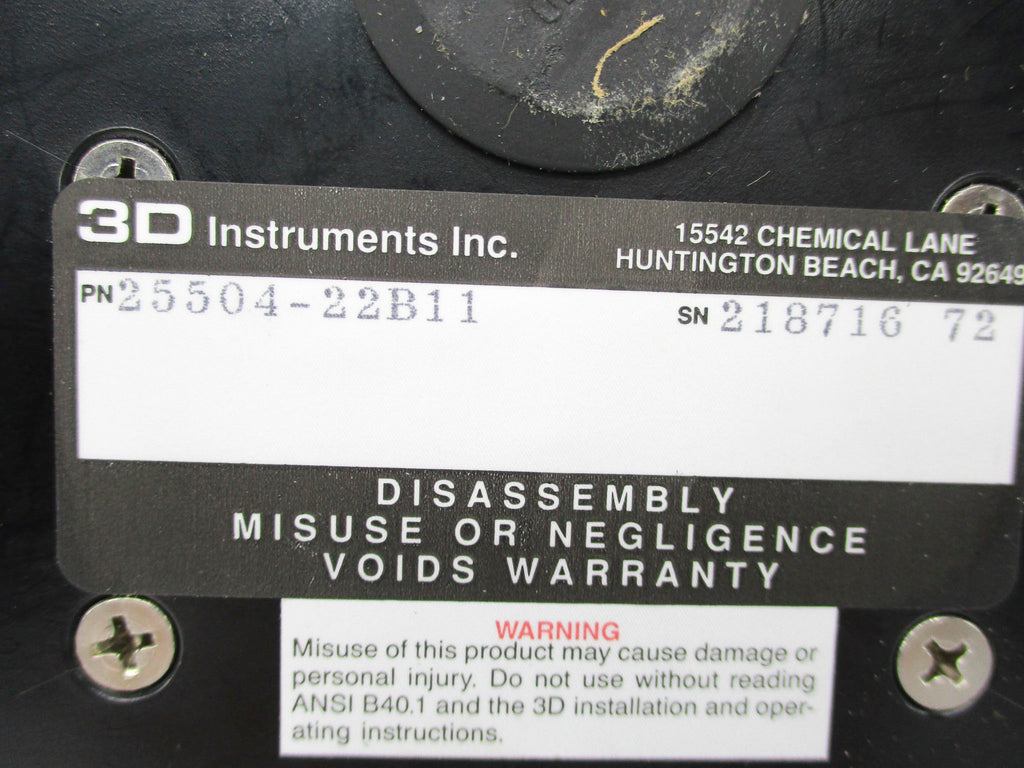 3D Instruments Inc.
15542 CHEMICAL LANE
HUNTINGTON BEACH, CA 92649
PN 25504-22B11
SN 218716 72
DISASSEMBLY
MISUSE OR NEGLIGENCE
VOIDS WARRANTY
WARNING
Misuse of this product may cause damage or
personal injury. Do not use without reading
ANSI B40.1 and the 3D installation and oper-
ating instructions.